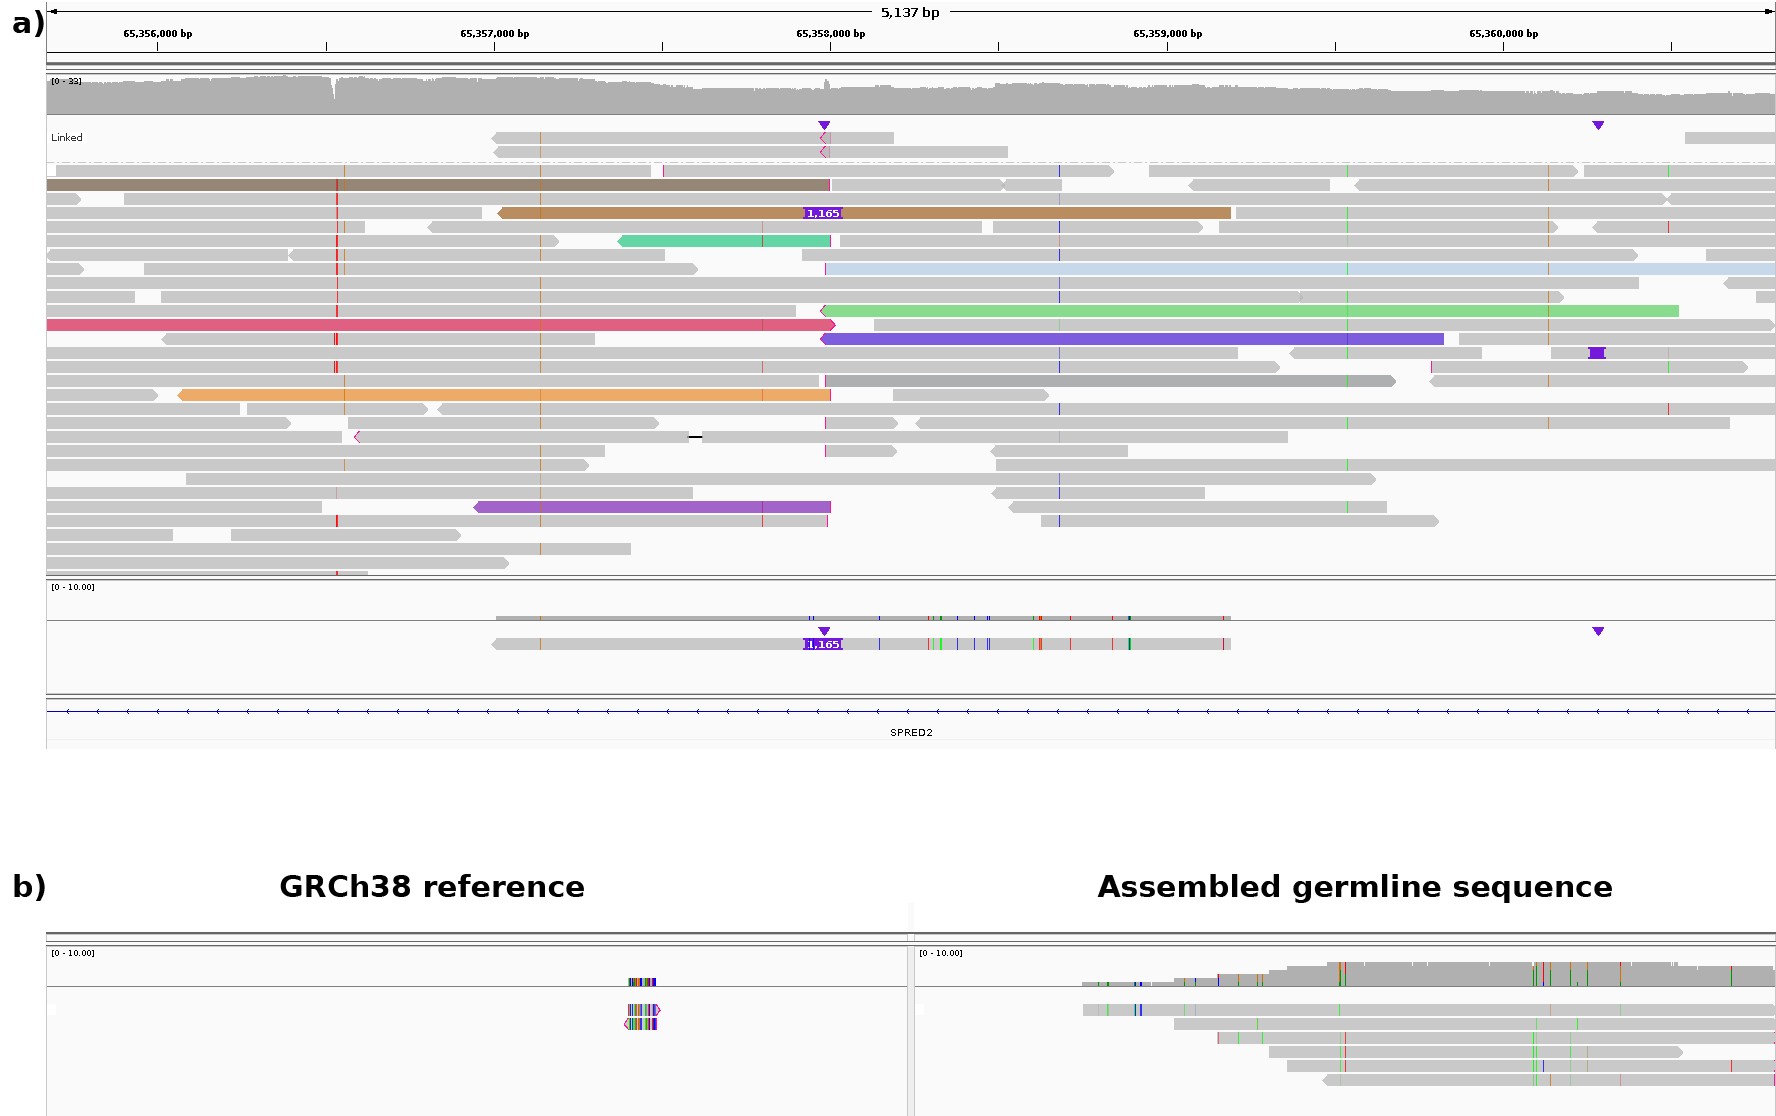 a)
5,137 bp
65,356,000 bp 65,357,000 bp 65,358,000 bp 65,359,000 bp 65,360,000 bp
[0 - 33]
Linked
1,165
[0 - 10.00]
1,165
SPRED2
b)
GRCh38 reference Assembled germline sequence
[0 - 10.00] [0 - 10.00]